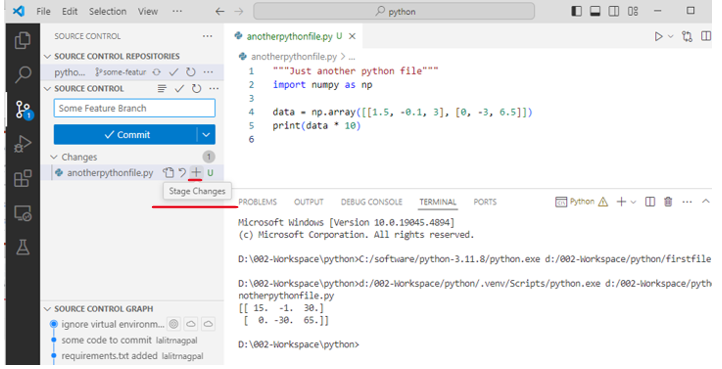 File Edit Selection View ... python
SOURCE CONTROL ...
SOURCE CONTROL REPOSITORIES
pytho... some-featur
SOURCE CONTROL ...
Some Feature Branch
Commit
Changes 1
anotherpythonfile.py U
Stage Changes
SOURCE CONTROL GRAPH
ignore virtual environm...
some code to commit lalitrnagpal
requirements.txt added lalitrnagpal
anotherpythonfile.py U
anotherpythonfile.py > ...
1 """Just another python file"""
2 import numpy as np
3
4 data = np.array([[1.5, -0.1, 3], [0, -3, 6.5]])
5 print(data * 10)
6
PROBLEMS OUTPUT DEBUG CONSOLE TERMINAL PORTS Python ...
Microsoft Windows [Version 10.0.19045.4894]
(c) Microsoft Corporation. All rights reserved.
D:\002-Workspace\python>C:/software/python-3.11.8/python.exe d:/002-Workspace/python/firstfile
D:\002-Workspace\python>d:/002-Workspace/python/.venv/Scripts/python.exe d:/002-Workspace/pyth
notherpythonfile.py
[[ 15. -1. 30.]
[ 0. -30. 65.]]
D:\002-Workspace\python>